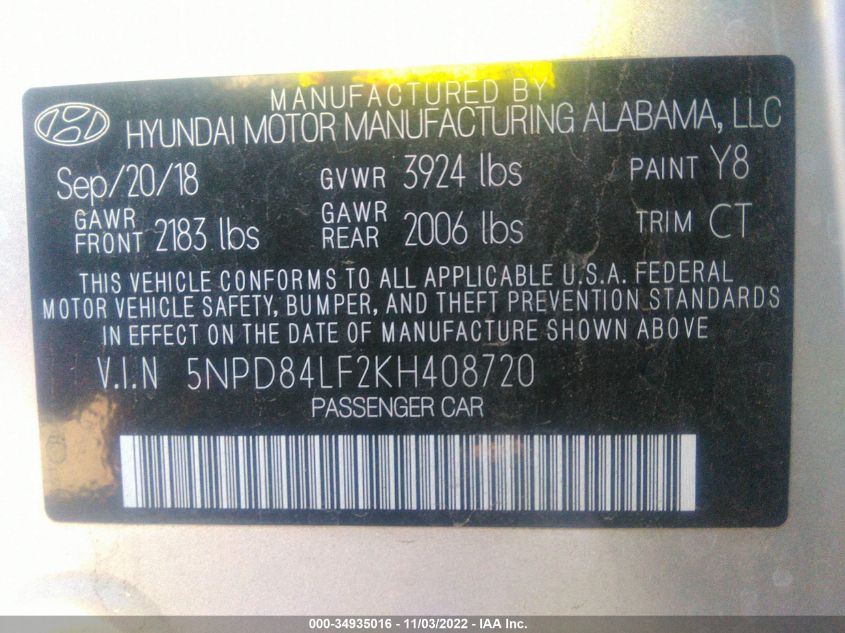 MANUFACTURED BY
HYUNDAI MOTOR MANUFACTURING ALABAMA, LLC
Sep/20/18 GVWR 3924 lbs PAINT Y8
GAWR FRONT 2183 lbs GAWR REAR 2006 lbs TRIM CT
THIS VEHICLE CONFORMS TO ALL APPLICABLE U.S.A. FEDERAL
MOTOR VEHICLE SAFETY, BUMPER, AND THEFT PREVENTION STANDARDS
IN EFFECT ON THE DATE OF MANUFACTURE SHOWN ABOVE
V.I.N 5NPD84LF2KH408720
PASSENGER CAR
000-34935016 - 11/03/2022 - IAA Inc.